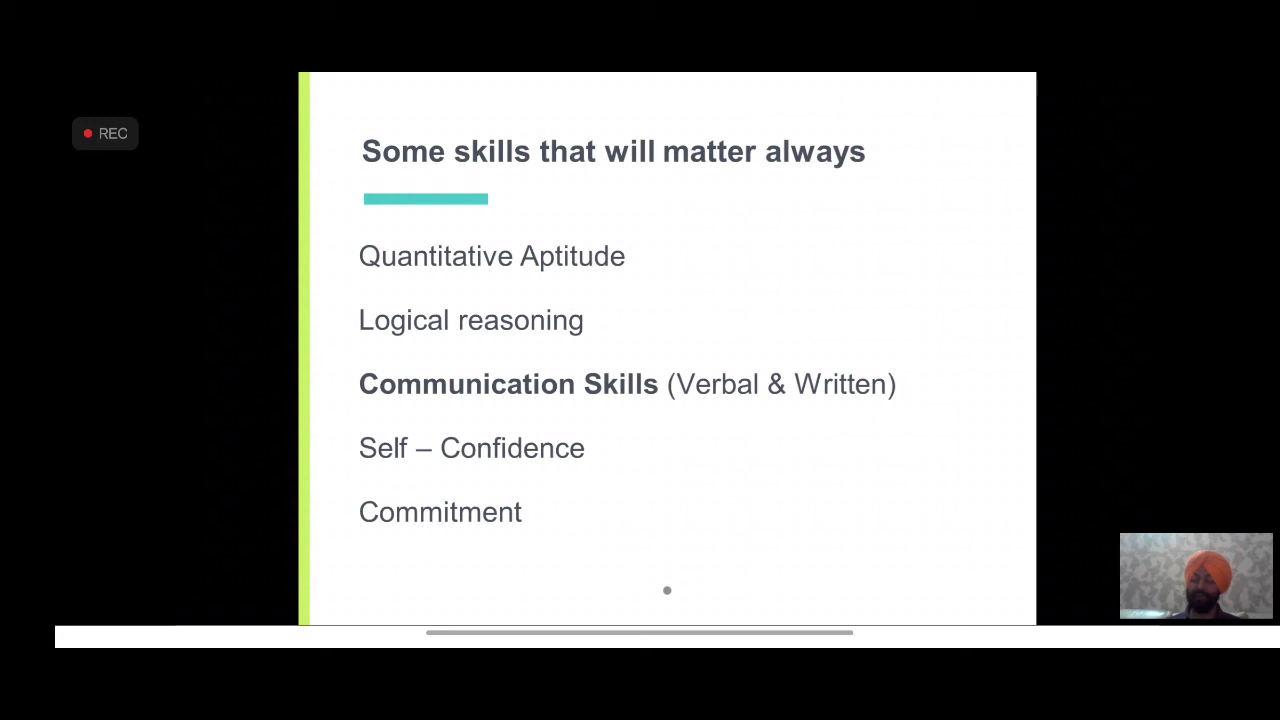 REC
Some skills that will matter always
Quantitative Aptitude
Logical reasoning
Communication Skills (Verbal & Written)
Self – Confidence
Commitment